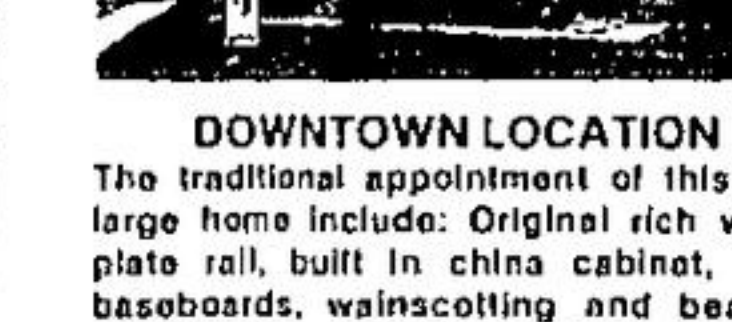 DOWNTOWN LOCATION
The traditional appointment of this
large home include: Original rich
plate rail, built in china cabinet,
baseboards, wainscotting and